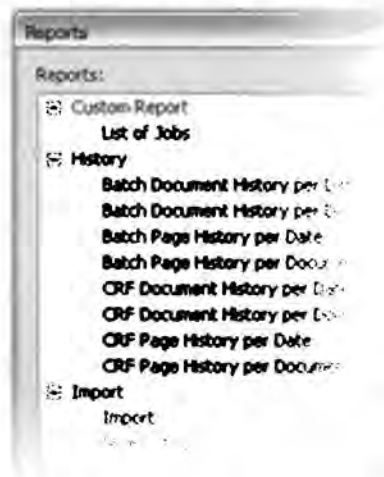 Reports
Reports:
Custom Report
List of Jobs
History
Batch Document History per
Batch Document History per
Batch Page History per Date
Batch Page History per
CRF Document History per
CRF Document History per
CRF Page History per Date
CRF Page History per
Import
Import